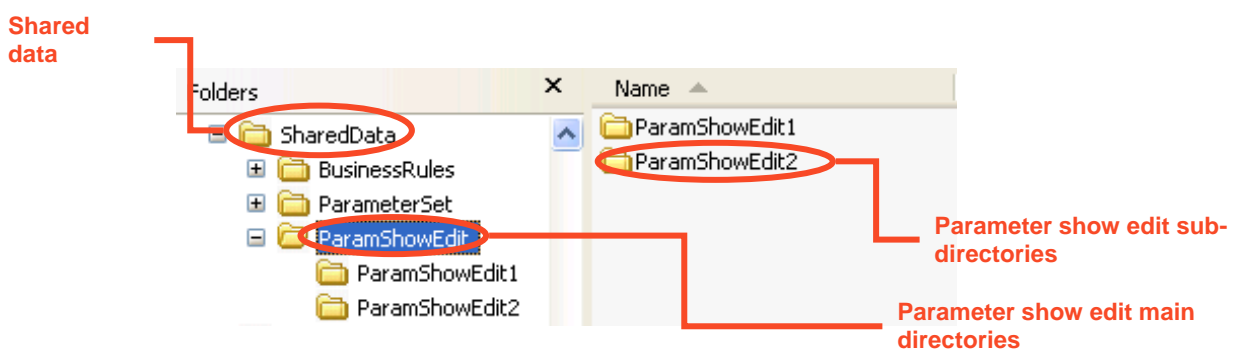 Shared
data
Folders
Name
SharedData
ParamShowEdit1
BusinessRules
ParamShowEdit2
ParameterSet
ParamShowEdit
ParamShowEdit1
ParamShowEdit2
Parameter show edit sub-
directories
Parameter show edit main
directories